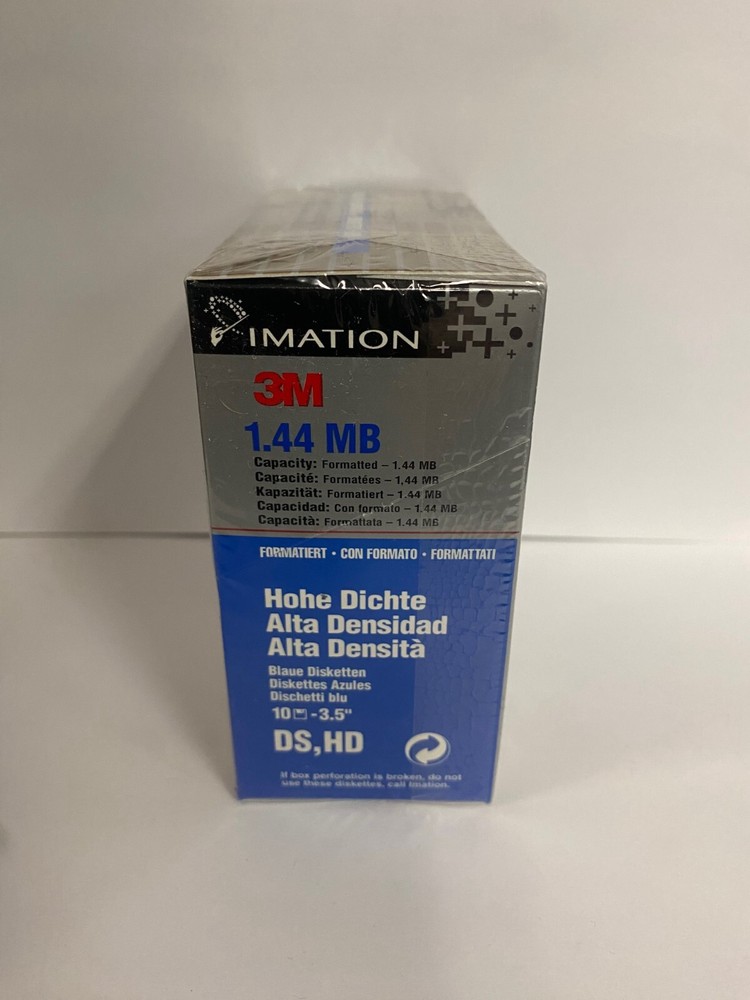 IMATION
3M
1.44 MB
Capacity: Formatted – 1.44 MB
Capacité: Formatées – 1,44 MB
Kapazität: Formatiert – 1.44 MB
Capacidad: Con formato – 1.44 MB
Capacità: Formattata – 1.44 MB
FORMATIERT • CON FORMATO • FORMATTATI
Hohe Dichte
Alta Densidad
Alta Densità
Blaue Disketten
Diskettes Azules
Dischetti blu
10 -3.5"
DS,HD
If box perforation is broken, do not
use these diskettes, call Imation.